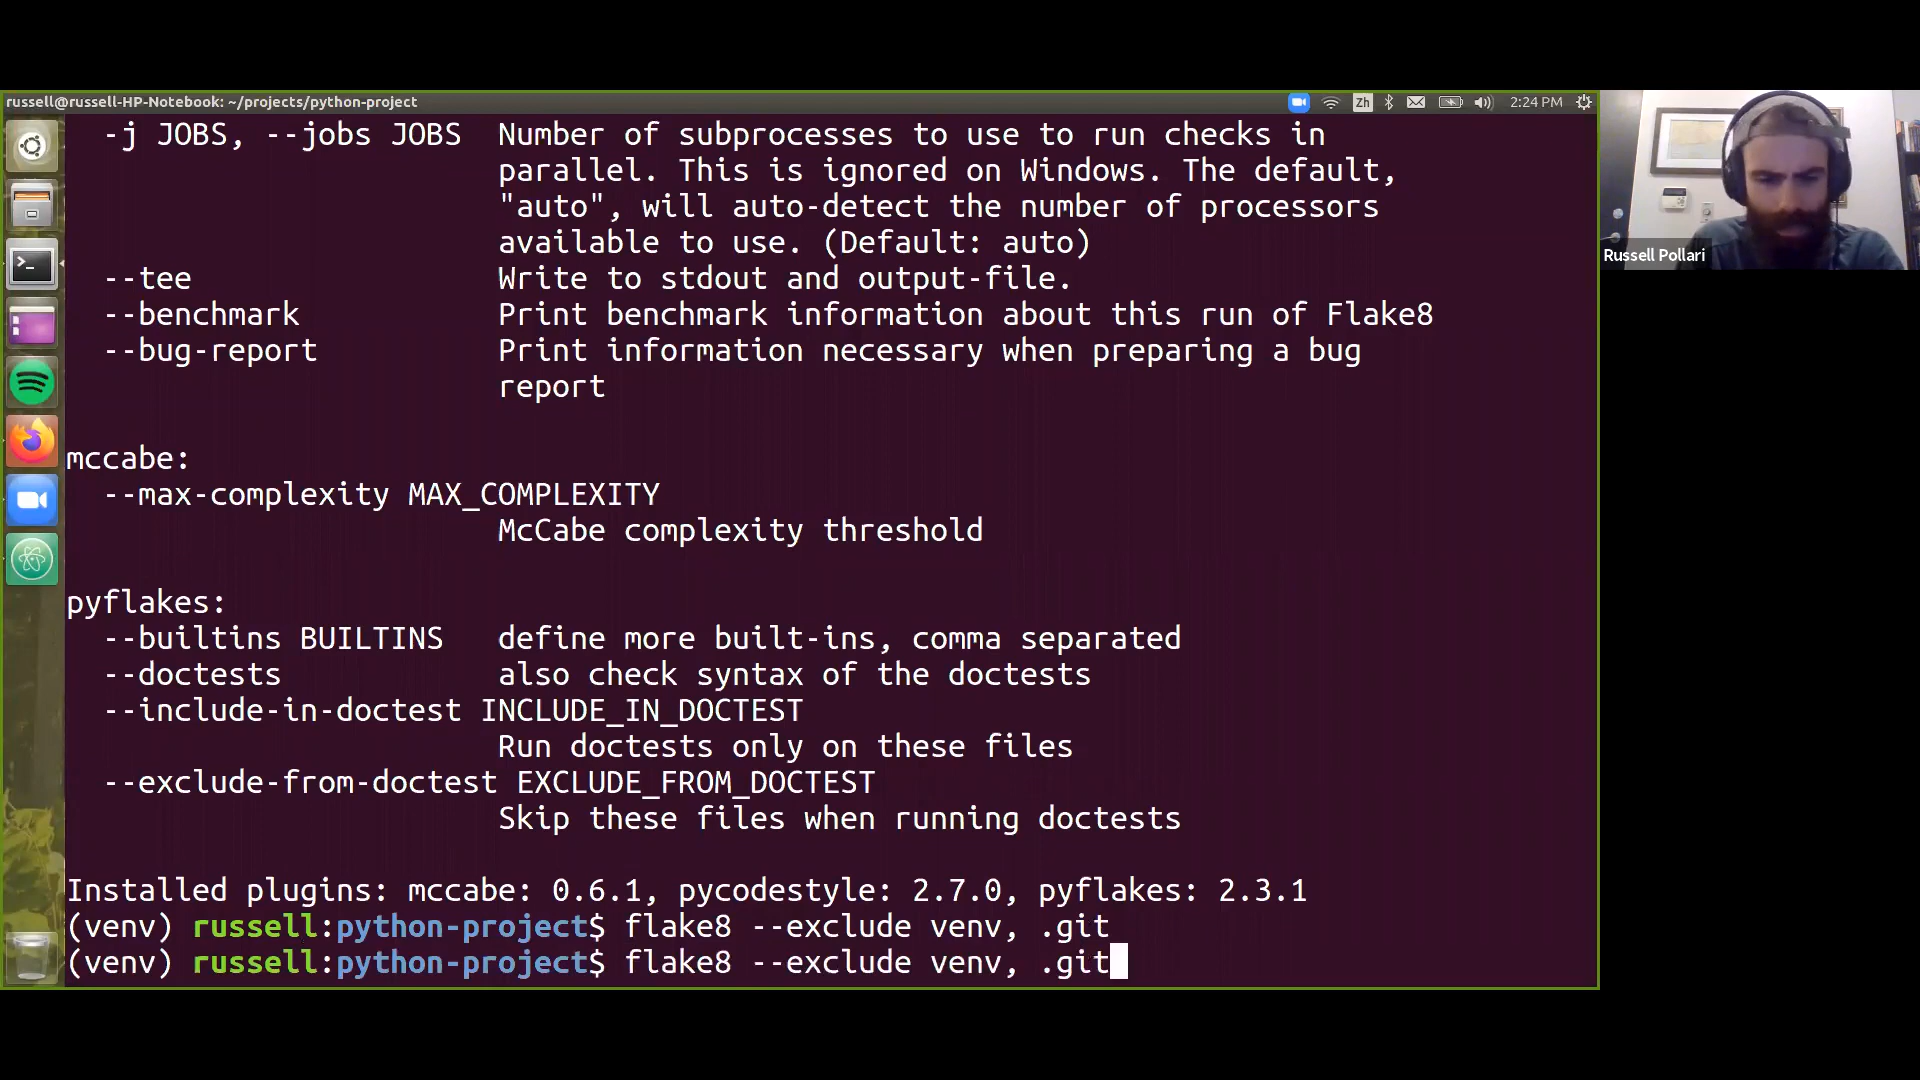 russell@russell-HP-Notebook: ~/projects/python-project
Zh
2:24 PM
-j JOBS, --jobs JOBS  Number of subprocesses to use to run checks in
parallel. This is ignored on Windows. The default,
"auto", will auto-detect the number of processors
available to use. (Default: auto)
--tee                 Write to stdout and output-file.
--benchmark           Print benchmark information about this run of Flake8
--bug-report          Print information necessary when preparing a bug
report
mccabe:
--max-complexity MAX_COMPLEXITY
McCabe complexity threshold
pyflakes:
--builtins BUILTINS   define more built-ins, comma separated
--doctests            also check syntax of the doctests
--include-in-doctest INCLUDE_IN_DOCTEST
Run doctests only on these files
--exclude-from-doctest EXCLUDE_FROM_DOCTEST
Skip these files when running doctests
Installed plugins: mccabe: 0.6.1, pycodestyle: 2.7.0, pyflakes: 2.3.1
(venv) russell:python-project$ flake8 --exclude venv, .git
(venv) russell:python-project$ flake8 --exclude venv, .git
Russell Pollari